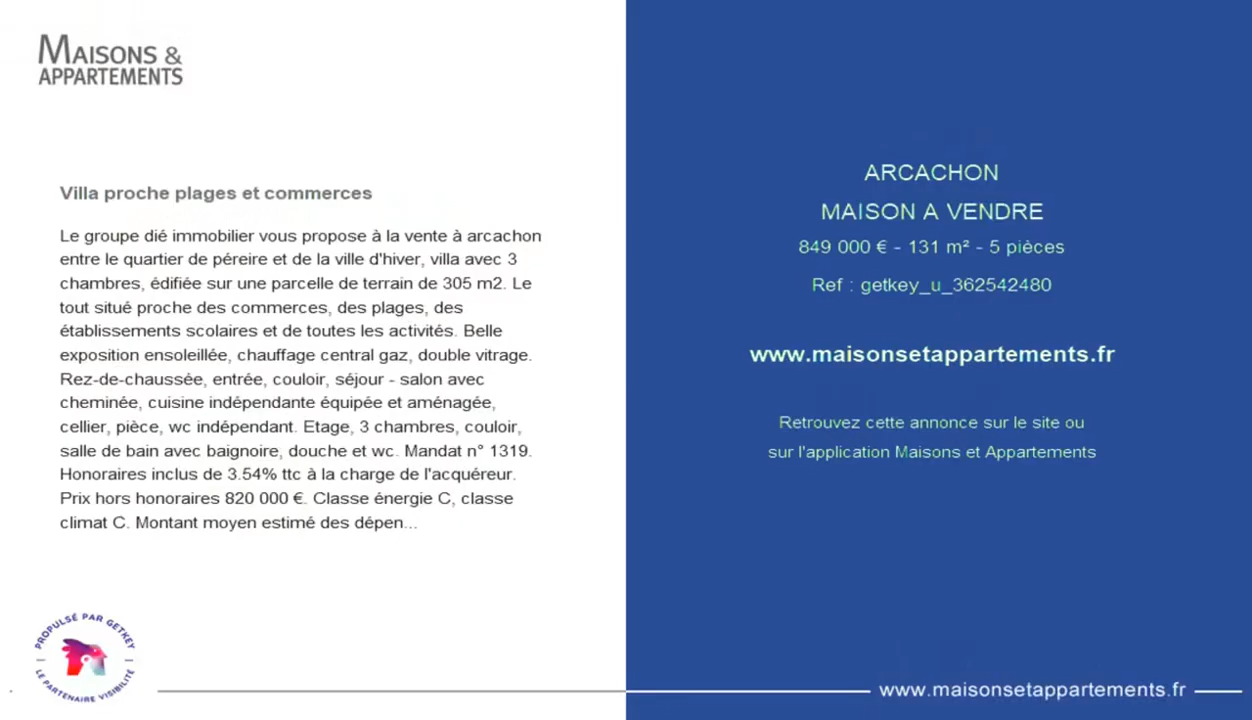 MAISONS &
APPARTEMENTS
Villa proche plages et commerces
Le groupe dié immobilier vous propose à la vente à arcachon
entre le quartier de péreire et de la ville d'hiver, villa avec 3
chambres, édifiée sur une parcelle de terrain de 305 m2. Le
tout situé proche des commerces, des plages, des
établissements scolaires et de toutes les activités. Belle
exposition ensoleillée, chauffage central gaz, double vitrage.
Rez-de-chaussée, entrée, couloir, séjour - salon avec
cheminée, cuisine indépendante équipée et aménagée,
cellier, pièce, wc indépendant. Etage, 3 chambres, couloir,
salle de bain avec baignoire, douche et wc. Mandat n° 1319.
Honoraires inclus de 3.54% ttc à la charge de l'acquéreur.
Prix hors honoraires 820 000 €. Classe énergie C, classe
climat C. Montant moyen estimé des dépen...
PROPULSÉ PAR GETKEY
LE PARTENAIRE VISIBILITÉ
ARCACHON
MAISON A VENDRE
849 000 € - 131 m² - 5 pièces
Ref : getkey_u_362542480
www.maisonsetappartements.fr
Retrouvez cette annonce sur le site ou
sur l'application Maisons et Appartements
www.maisonsetappartements.fr